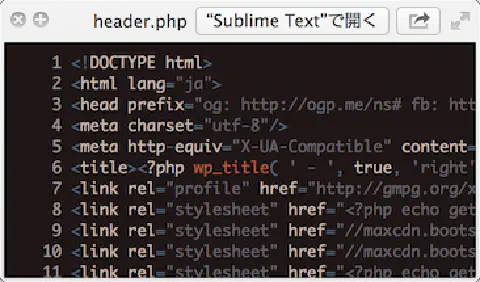 header.php "Sublime Text"で開く
1 <!DOCTYPE html>
2 <html lang="ja">
3 <head prefix="og: http://ogp.me/ns# fb: htt
4 <meta charset="utf-8"/>
5 <meta http-equiv="X-UA-Compatible" content=
6 <title><?php wp_title( ' - ', true, 'right'
7 <link rel="profile" href="http://gmpg.org/x
8 <link rel="stylesheet" href="<?php echo get
9 <link rel="stylesheet" href="//maxcdn.boots
10 <link rel="stylesheet" href="//maxcdn.boots
11 <link rel="stylesheet" href="<?php echo get